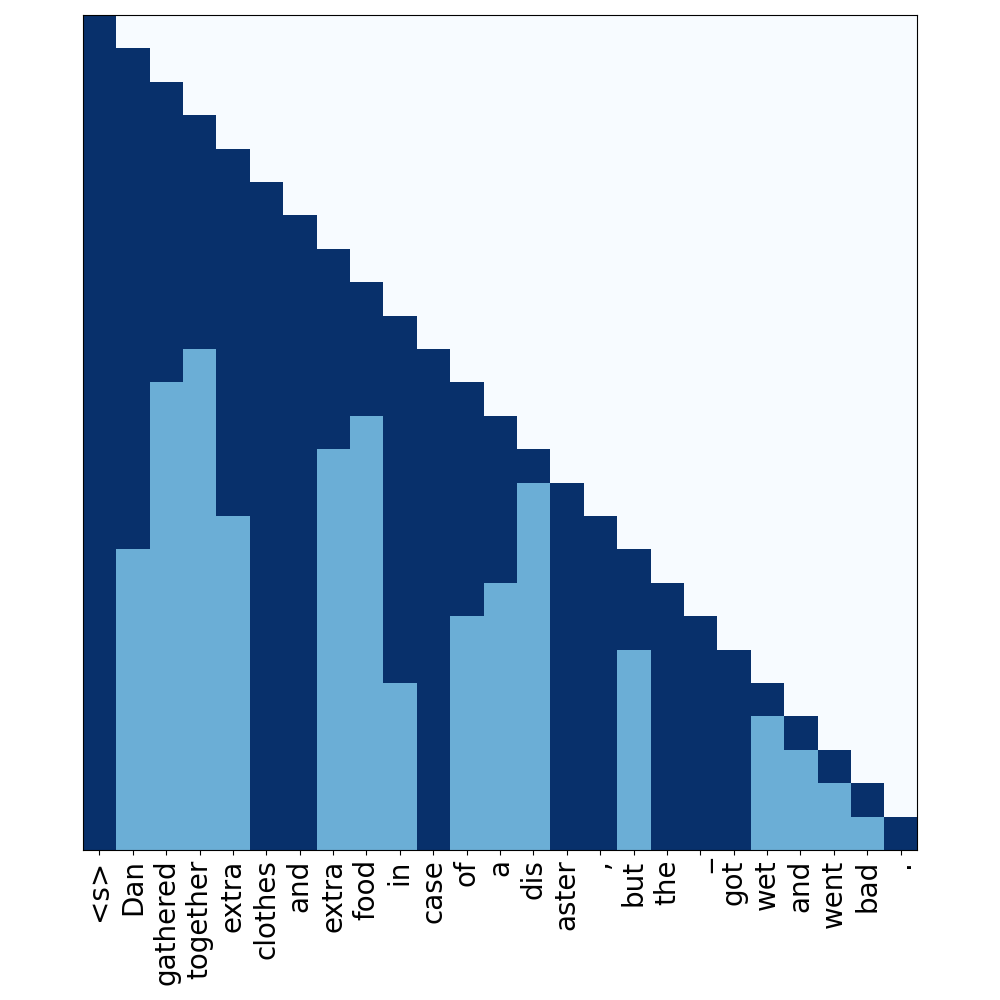 <s> Dan gathered together extra clothes and extra food in case of a dis aster , but the _ got wet and went bad .